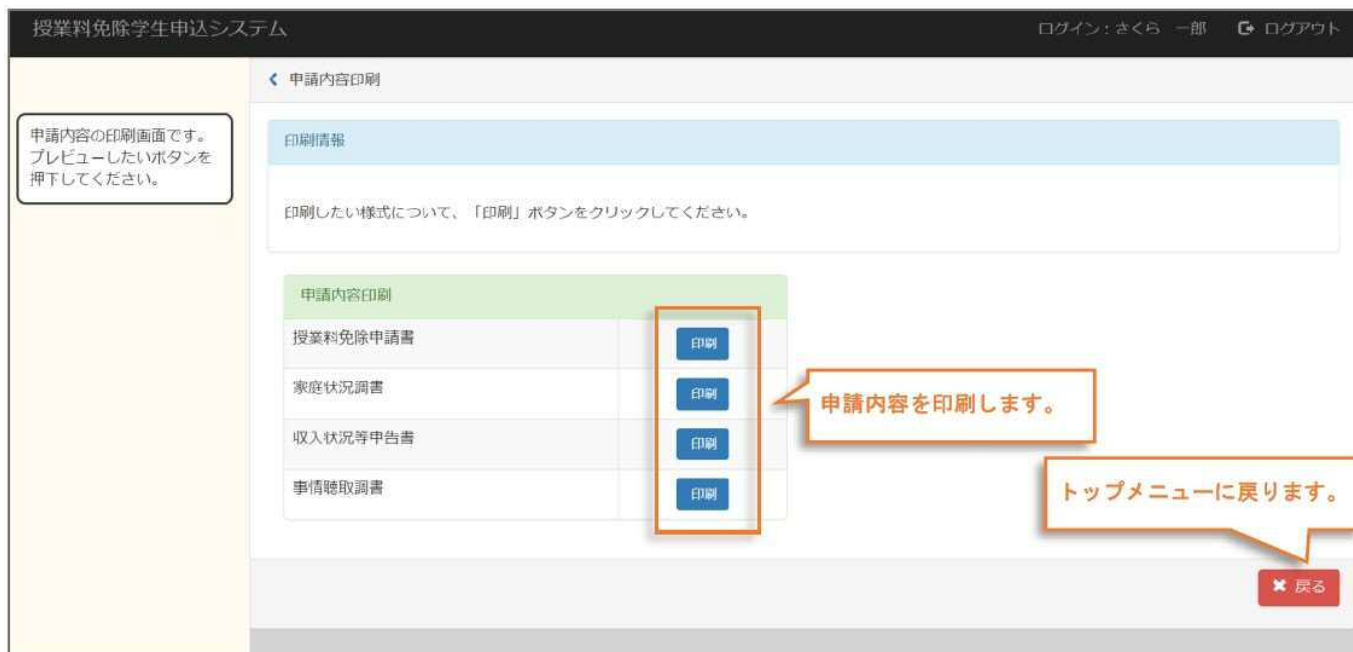 授業料免除学生申込システム
ログイン：さくら 一郎 ログアウト
申請内容印刷
申請内容の印刷画面です。
プレビューしたいボタンを
押下してください。
印刷情報
印刷したい様式について、「印刷」ボタンをクリックしてください。
申請内容印刷
授業料免除申請書 印刷
家庭状況調書 印刷
収入状況等申告書 印刷
事情聴取調書 印刷
申請内容を印刷します。
トップメニューに戻ります。
戻る